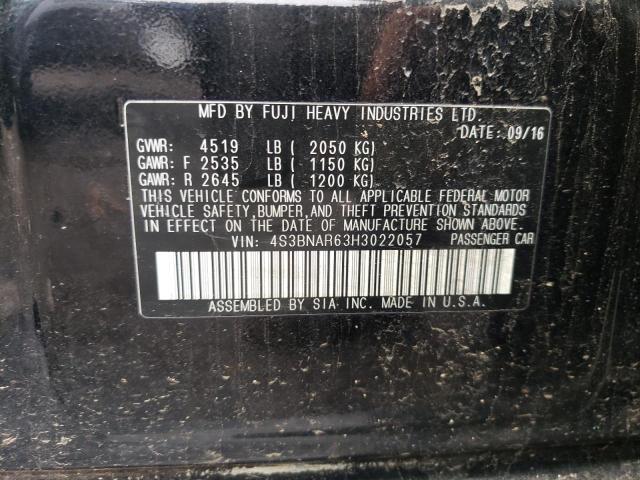 MFD BY FUJI HEAVY INDUSTRIES LTD.
DATE: 09/16
GVWR: 4519 LB ( 2050 KG)
GAWR: F 2535 LB ( 1150 KG)
GAWR: R 2645 LB ( 1200 KG)
THIS VEHICLE CONFORMS TO ALL APPLICABLE FEDERAL MOTOR
VEHICLE SAFETY, BUMPER, AND THEFT PREVENTION STANDARDS
IN EFFECT ON THE DATE OF MANUFACTURE SHOWN ABOVE.
VIN: 4S3BNAR63H3022057 PASSENGER CAR
ASSEMBLED BY SIA INC. MADE IN U.S.A.